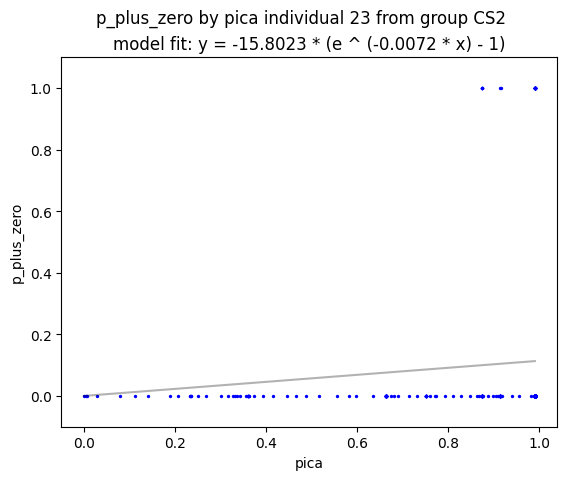 p_plus_zero by pica individual 23 from group CS2
model fit: y = -15.8023 * (e ^ (-0.0072 * x) - 1)
1.0
0.8
0.6
0.4
0.2
0.0
p_plus_zero
0.0 0.2 0.4 0.6 0.8 1.0
pica